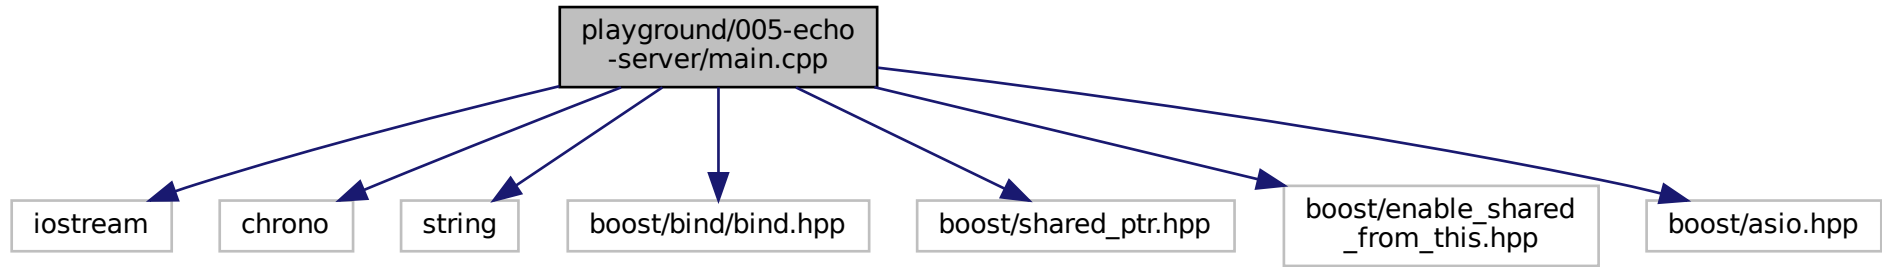 playground/005-echo
-server/main.cpp
iostream
chrono
string
boost/bind/bind.hpp
boost/shared_ptr.hpp
boost/enable_shared
_from_this.hpp
boost/asio.hpp